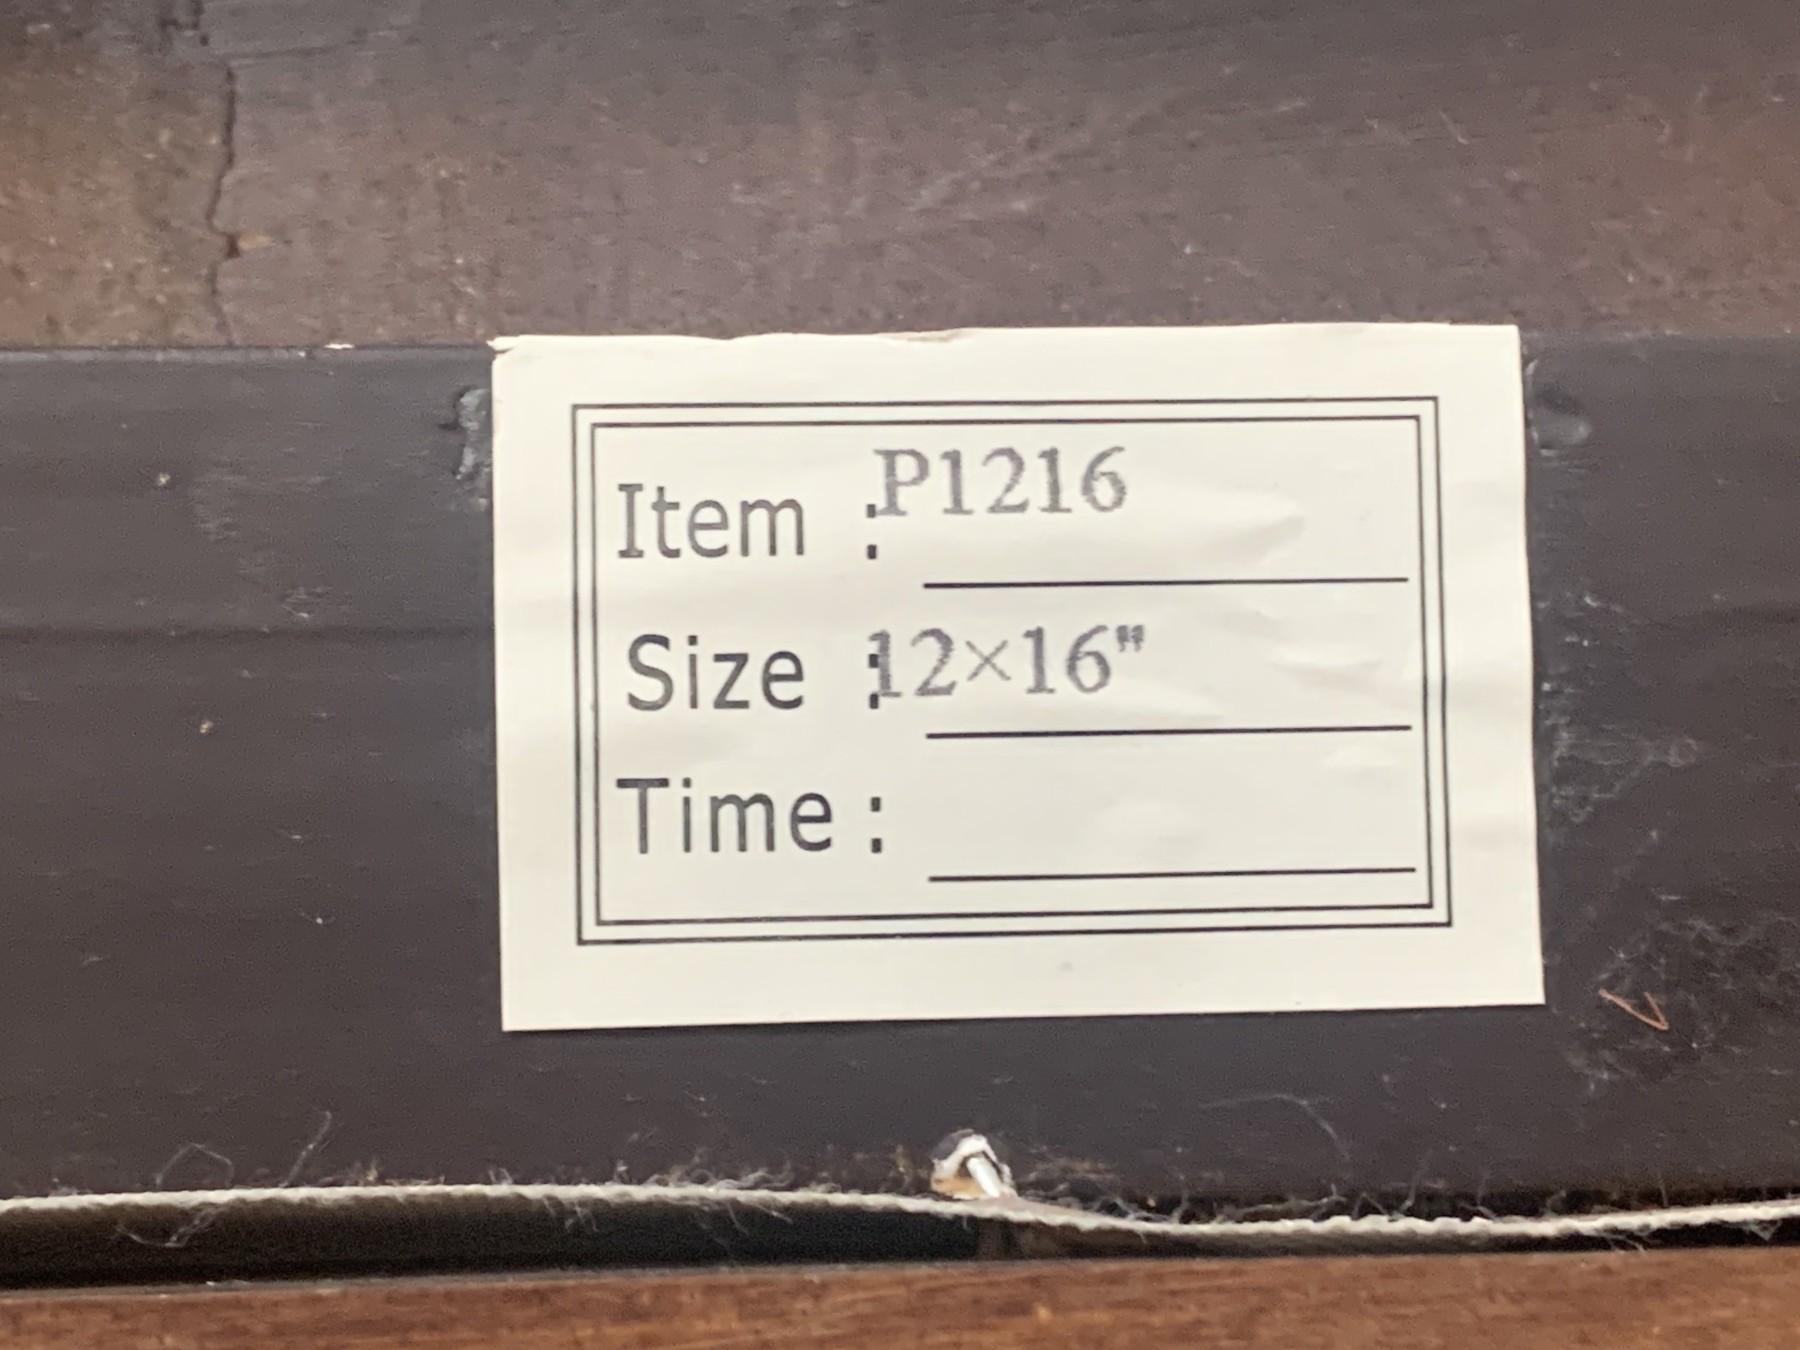 Item : P1216
Size : 12×16"
Time :